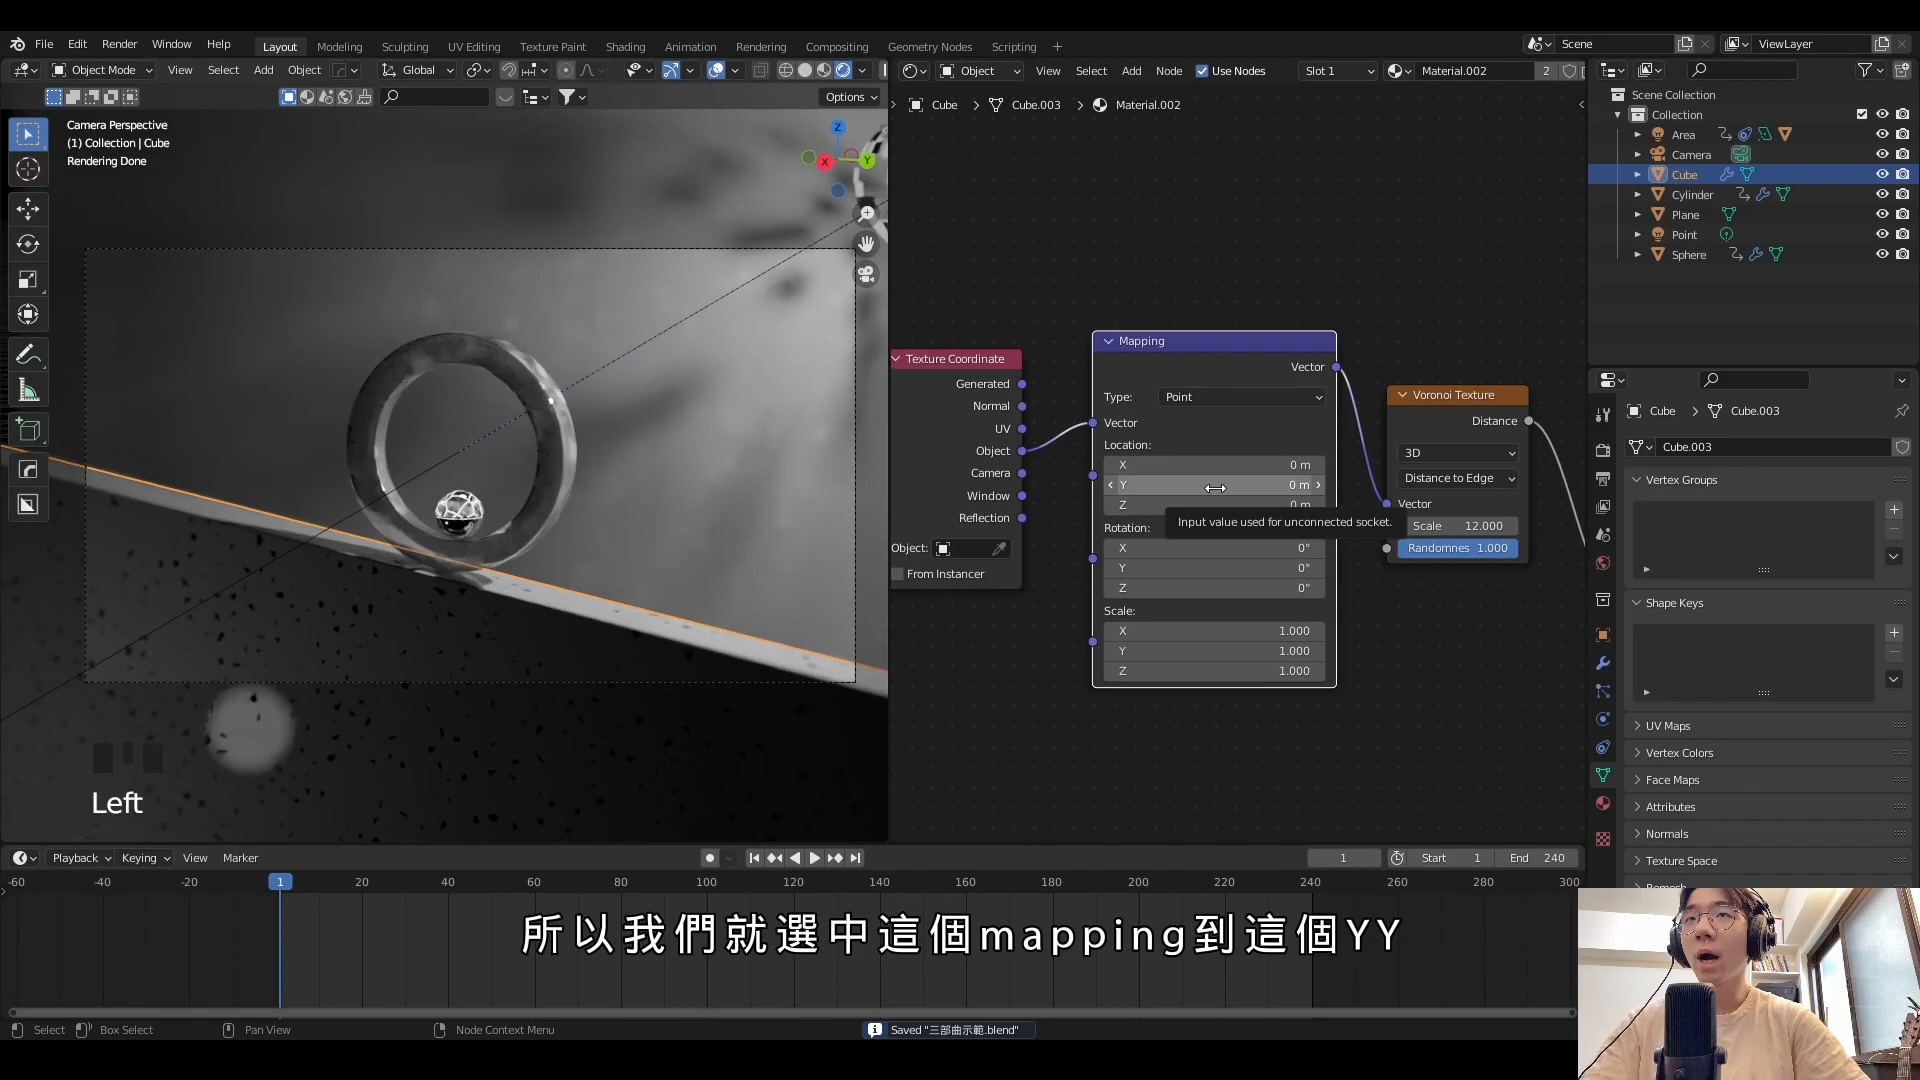 File Edit Render Window Help
Layout Modeling Sculpting UV Editing Texture Paint Shading Animation Rendering Compositing Geometry Nodes Scripting +
Scene
ViewLayer
Object Mode View Select Add Object
Global
Options
Object View Select Add Node Use Nodes
Slot 1
Material.002 2
Cube > Cube.003 > Material.002
Camera Perspective
(1) Collection | Cube
Rendering Done
Z
X
Y
Left
Texture Coordinate
Generated
Normal
UV
Object
Camera
Window
Reflection
Object:
From Instancer
Mapping
Vector
Type: Point
Vector
Location:
X 0 m
Y 0 m
Z 0 m
Input value used for unconnected socket.
Rotation:
X 0°
Y 0°
Z 0°
Scale:
X 1.000
Y 1.000
Z 1.000
Voronoi Texture
Distance
3D
Distance to Edge
Vector
Scale 12.000
Randomnes 1.000
Scene Collection
Collection
Area
Camera
Cube
Cylinder
Plane
Point
Sphere
Cube > Cube.003
Cube.003
Vertex Groups
Shape Keys
UV Maps
Vertex Colors
Face Maps
Attributes
Normals
Texture Space
Playback Keying View Marker
1 Start 1 End 240
-60 -40 -20 1 20 40 60 80 100 120 140 160 180 200 220 240 260 280 300
所以我們就選中這個mapping到這個YY
Select Box Select Pan View Node Context Menu
Saved "三部曲示範.blend"